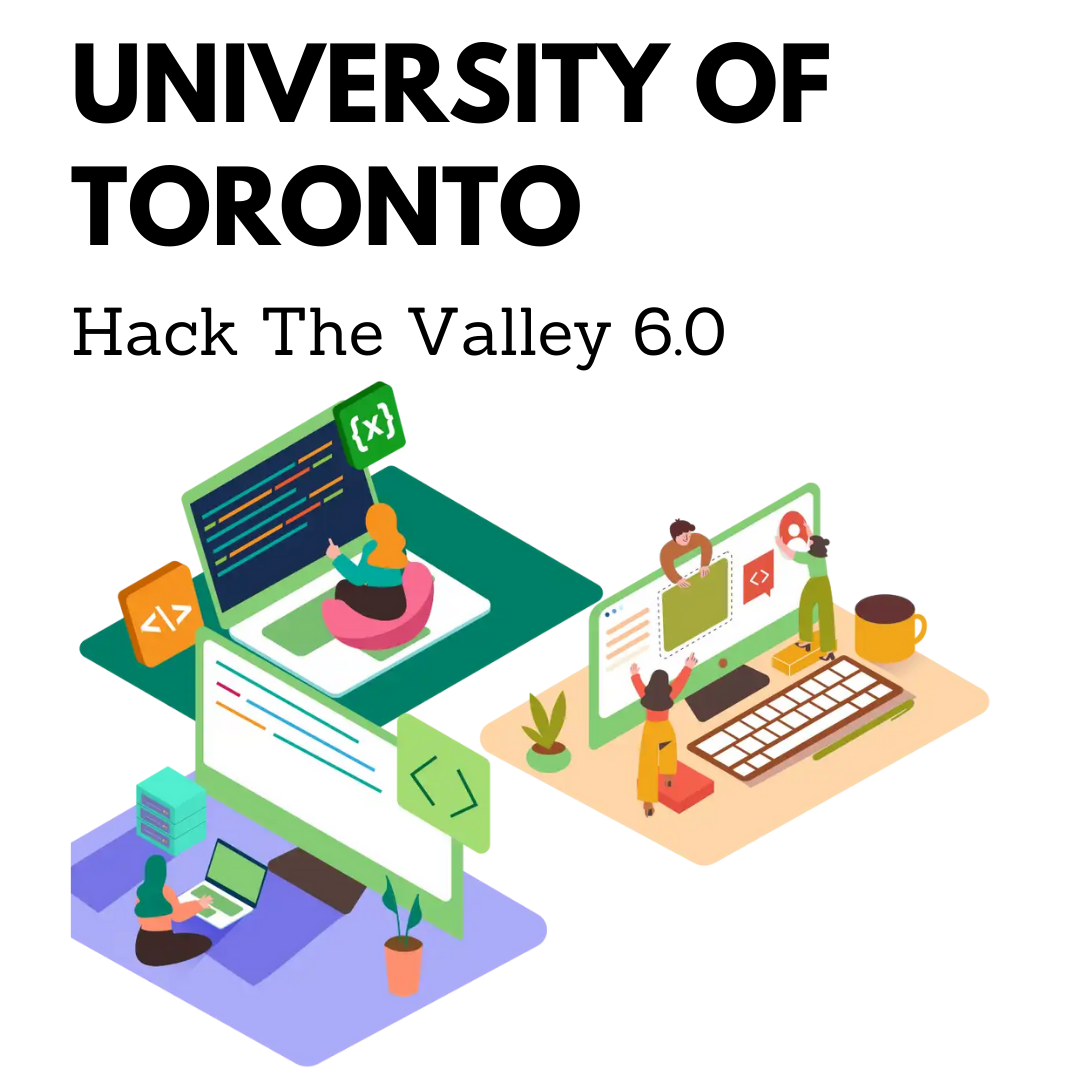 UNIVERSITY OF
TORONTO
Hack The Valley 6.0
{x}
</>
<>
<>